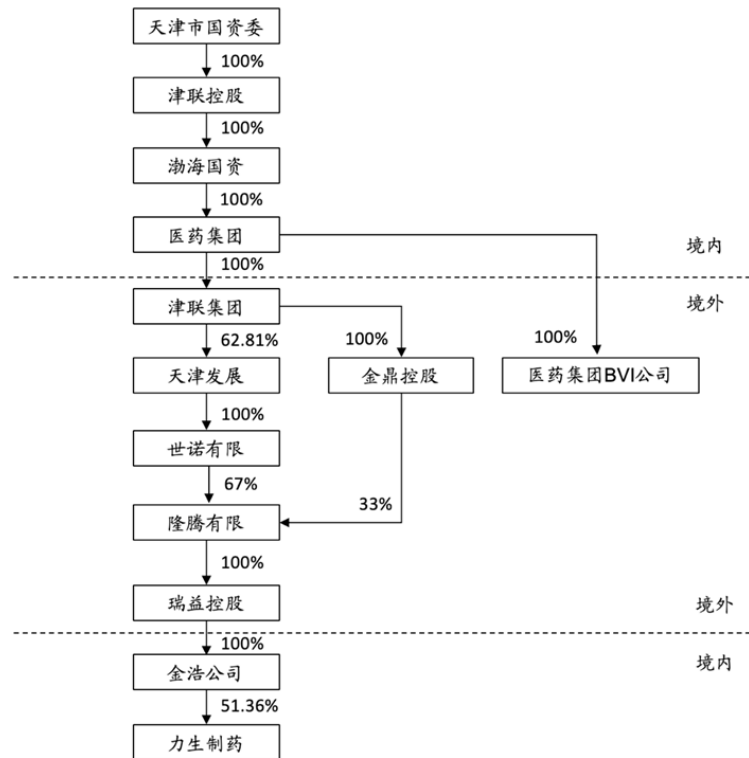 天津市国资委
100%
津联控股
100%
渤海国资
100%
医药集团
境内
100%
境外
津联集团
62.81%
100%
100%
天津发展
金鼎控股
医药集团BVI公司
100%
世诺有限
67%
33%
隆腾有限
100%
瑞益控股
境外
100%
境内
金浩公司
51.36%
力生制药